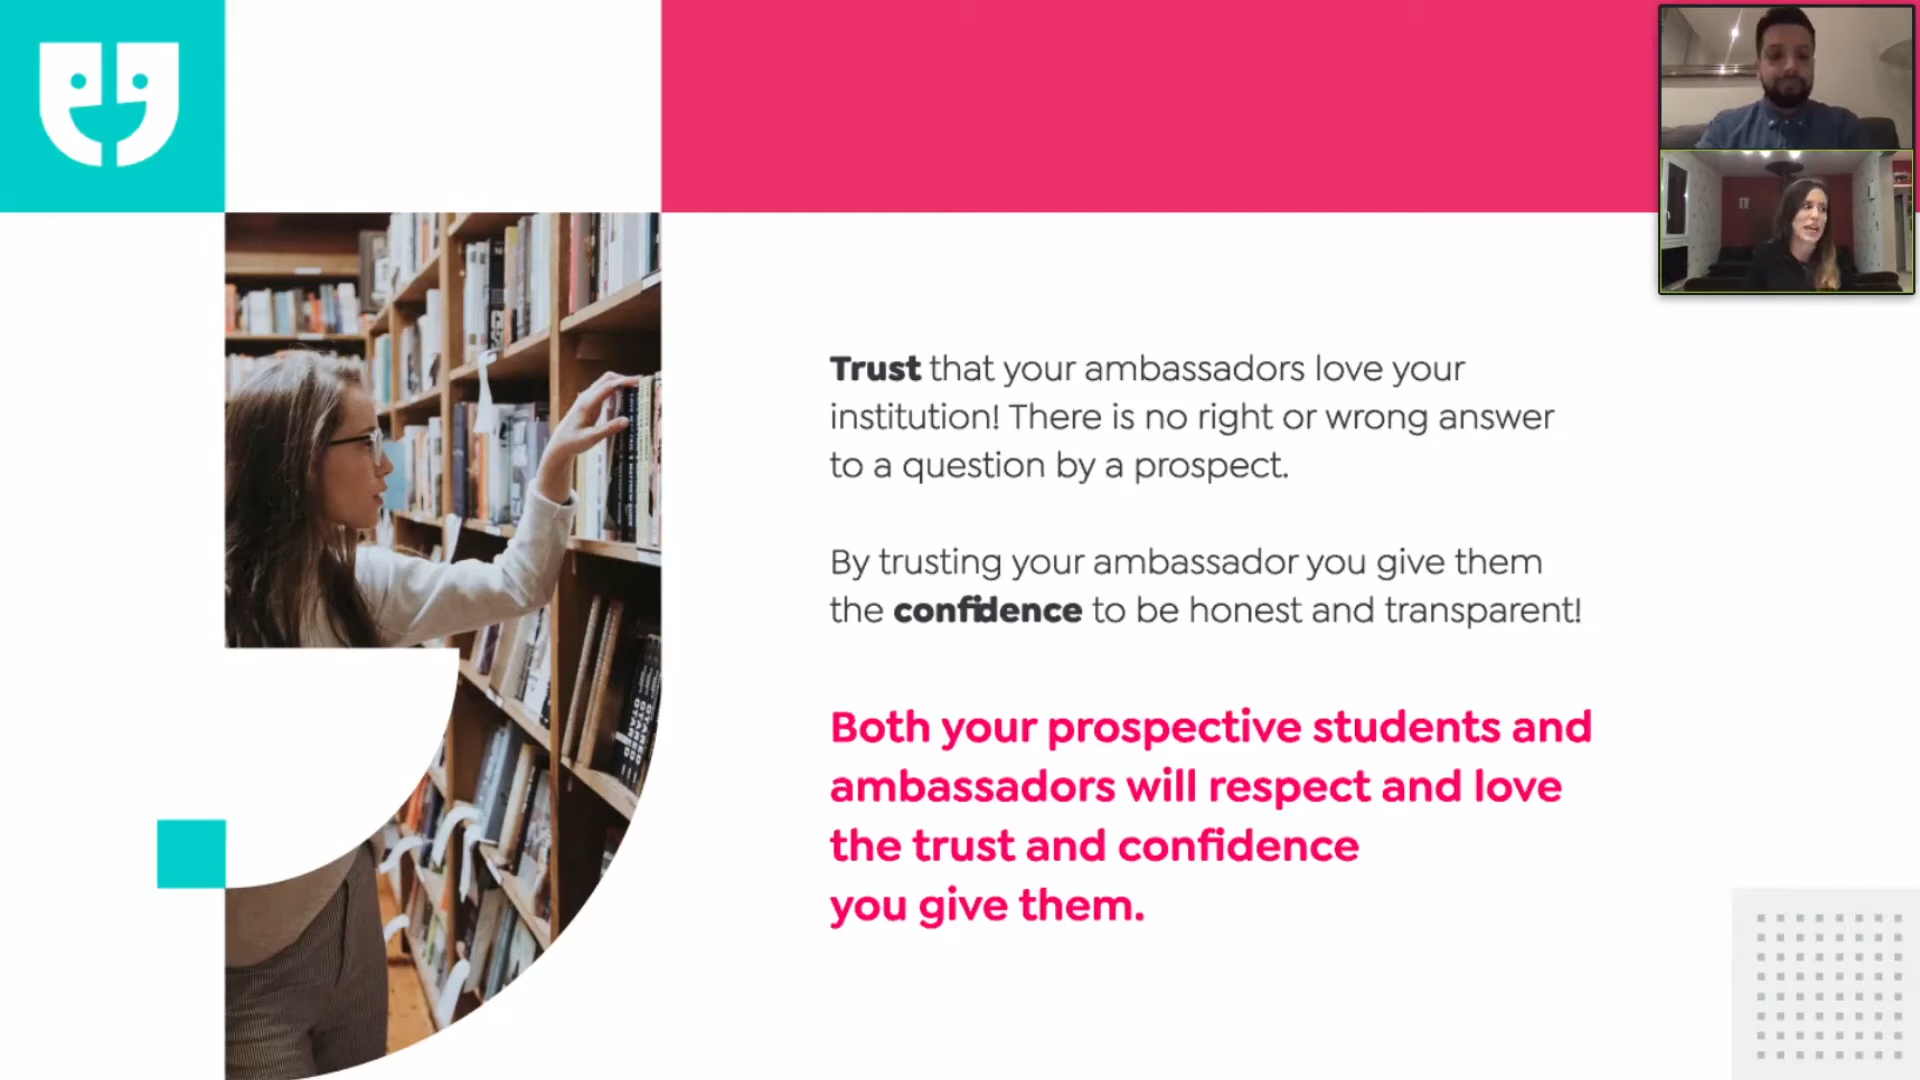 Trust that your ambassadors love your
institution! There is no right or wrong answer
to a question by a prospect.
By trusting your ambassador you give them
the confidence to be honest and transparent!
Both your prospective students and
ambassadors will respect and love
the trust and confidence
you give them.